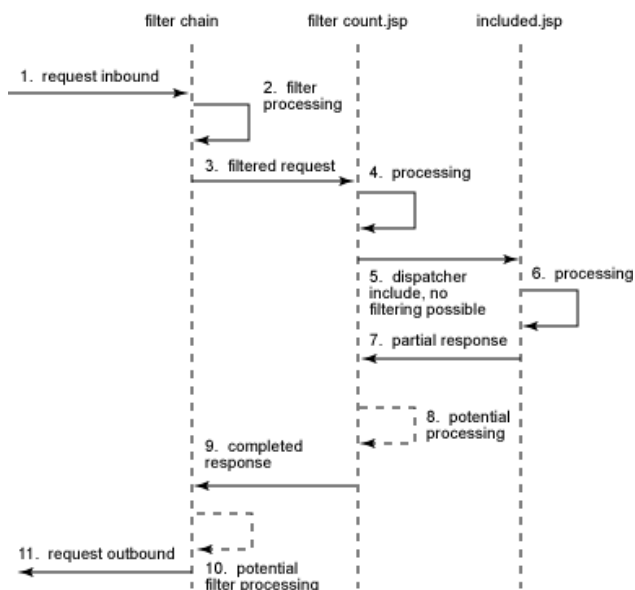 filter chain
filter count.jsp
included.jsp
1. request inbound
2. filter
processing
3. filtered request
4. processing
5. dispatcher
include, no
filtering possible
6. processing
7. partial response
8. potential
processing
9. completed
response
11. request outbound
10. potential
filter processing